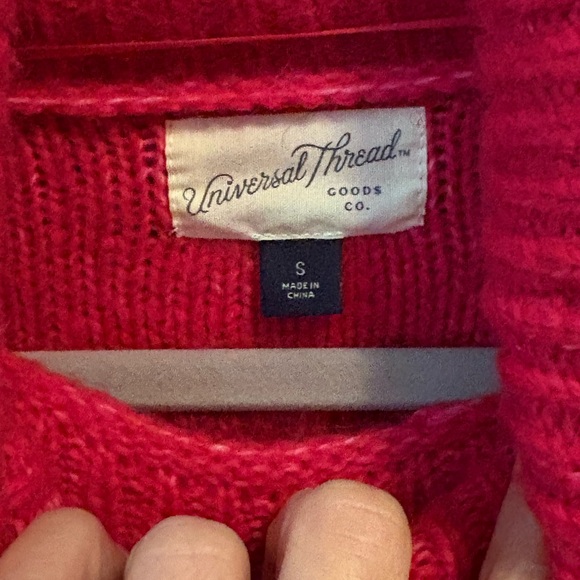 Universal Thread™
GOODS
CO.
S
MADE IN
CHINA